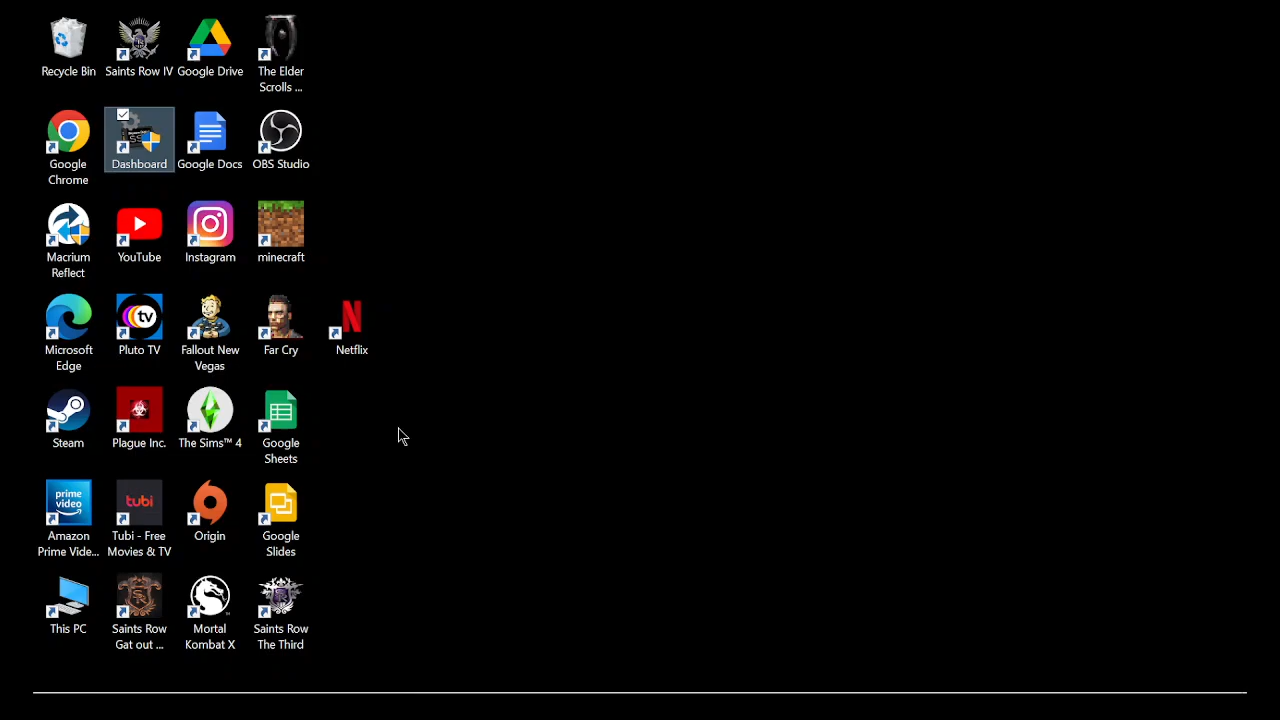 Recycle Bin
Saints Row IV
Google Drive
The Elder
Scrolls ...
Google
Chrome
Dashboard
Google Docs
OBS Studio
Macrium
Reflect
YouTube
Instagram
minecraft
Microsoft
Edge
tv
Pluto TV
Fallout New
Vegas
Far Cry
N
Netflix
Steam
Plague Inc.
The Sims™ 4
Google
Sheets
prime
video
Amazon
Prime Vide...
tubi
Tubi - Free
Movies & TV
Origin
Google
Slides
This PC
Saints Row
Gat out ...
Mortal
Kombat X
Saints Row
The Third